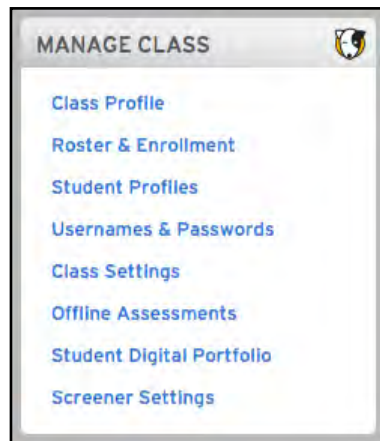 MANAGE CLASS
Class Profile
Roster & Enrollment
Student Profiles
Usernames & Passwords
Class Settings
Offline Assessments
Student Digital Portfolio
Screener Settings